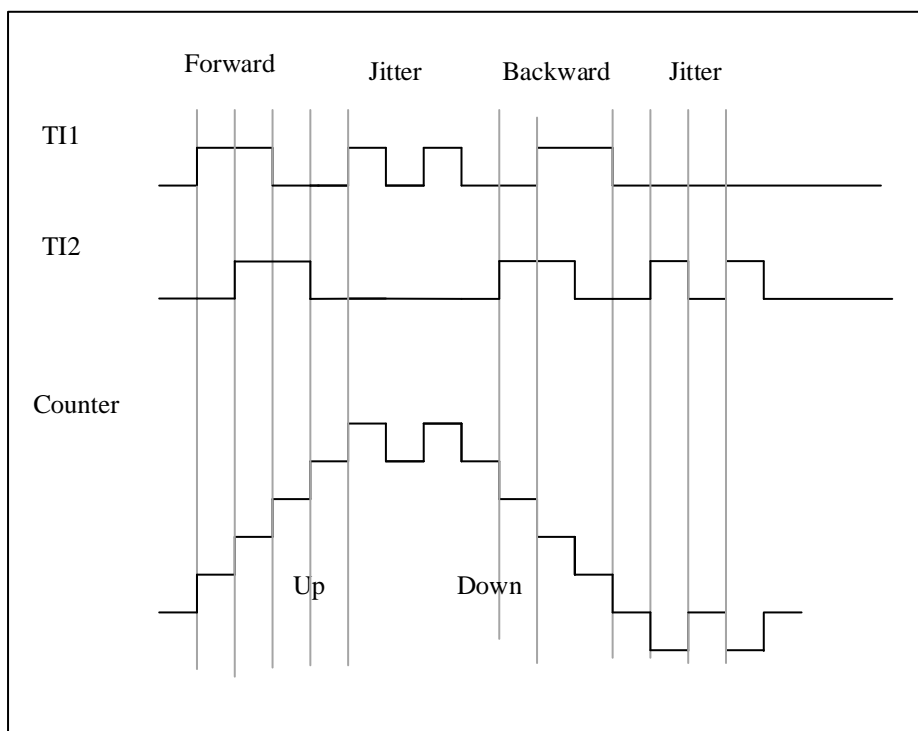 Forward
Jitter
Backward
Jitter
TI1
TI2
Counter
Up
Down